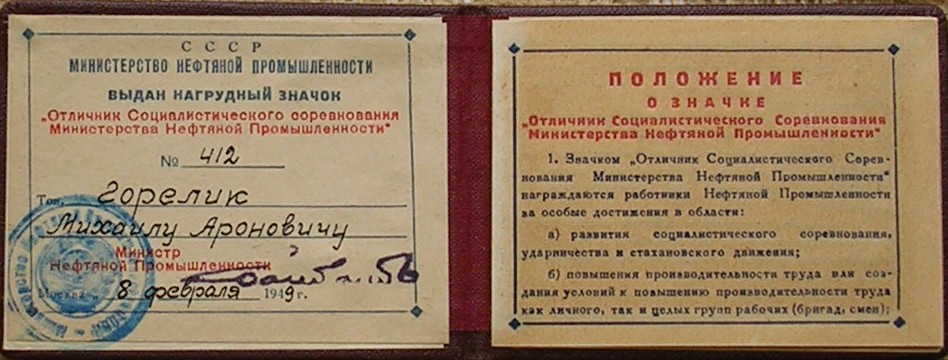 СССР
МИНИСТЕРСТВО НЕФТЯНОЙ ПРОМЫШЛЕННОСТИ
ВЫДАН НАГРУДНЫЙ ЗНАЧОК
„Отличник Социалистического соревнования
Министерства Нефтяной Промышленности"
№ 412
Тов. Горелик
Михаилу Ароновичу
Министр
Нефтяной Промышленности
Москва „ 8 февраля 1949 г.
ПОЛОЖЕНИЕ
О ЗНАЧКЕ
„Отличник Социалистического Соревнования
Министерства Нефтяной Промышленности"
1. Значком „Отличник Социалистического Сорев-
нования Министерства Нефтяной Промышленности"
награждаются работники Нефтяной Промышленности
за особые достижения в области:
а) развития социалистического соревнования,
ударничества и стахановского движения;
б) повышения производительности труда или соз-
дания условий к повышению производительности труда
как личного, так и целых групп рабочих (бригад, смен);